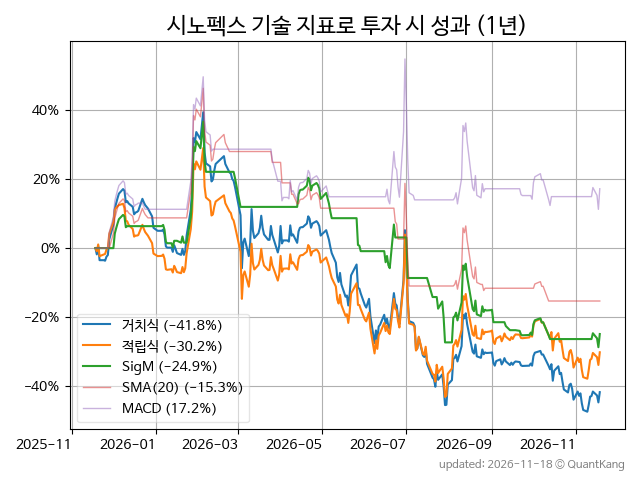 시노펙스 기술 지표로 투자 시 성과 (1년)
40%
20%
0%
−20%
−40%
거치식 (−41.8%)
적립식 (−30.2%)
SigM (−24.9%)
SMA(20) (−15.3%)
MACD (17.2%)
2025-11 2026-01 2026-03 2026-05 2026-07 2026-09 2026-11
updated: 2026-11-18 © QuantKang